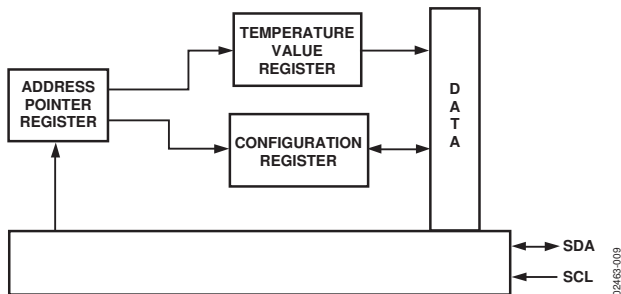 TEMPERATURE
VALUE
REGISTER
ADDRESS
POINTER
REGISTER
CONFIGURATION
REGISTER
D
A
T
A
SDA
SCL
02463-009